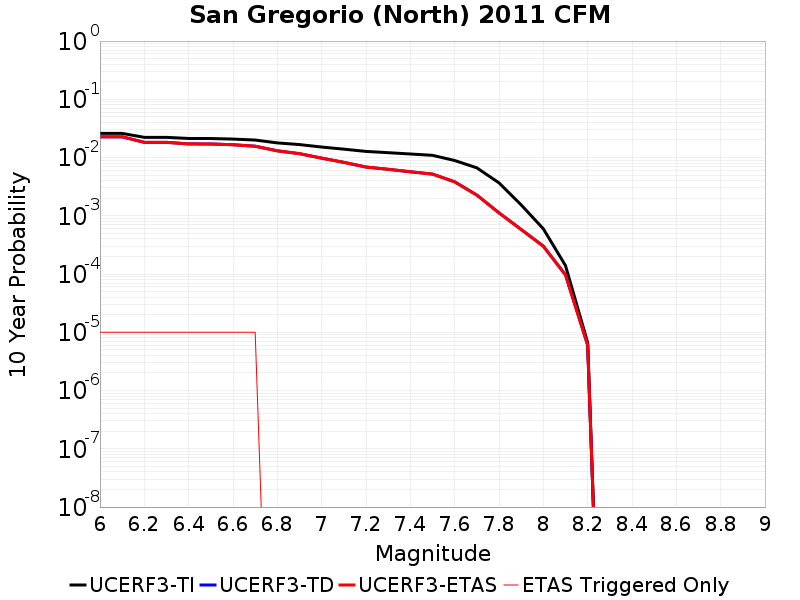 San Gregorio (North) 2011 CFM
10 Year Probability
10^0
10^-1
10^-2
10^-3
10^-4
10^-5
10^-6
10^-7
10^-8
6 6.2 6.4 6.6 6.8 7 7.2 7.4 7.6 7.8 8 8.2 8.4 8.6 8.8 9
Magnitude
UCERF3-TI UCERF3-TD UCERF3-ETAS ETAS Triggered Only